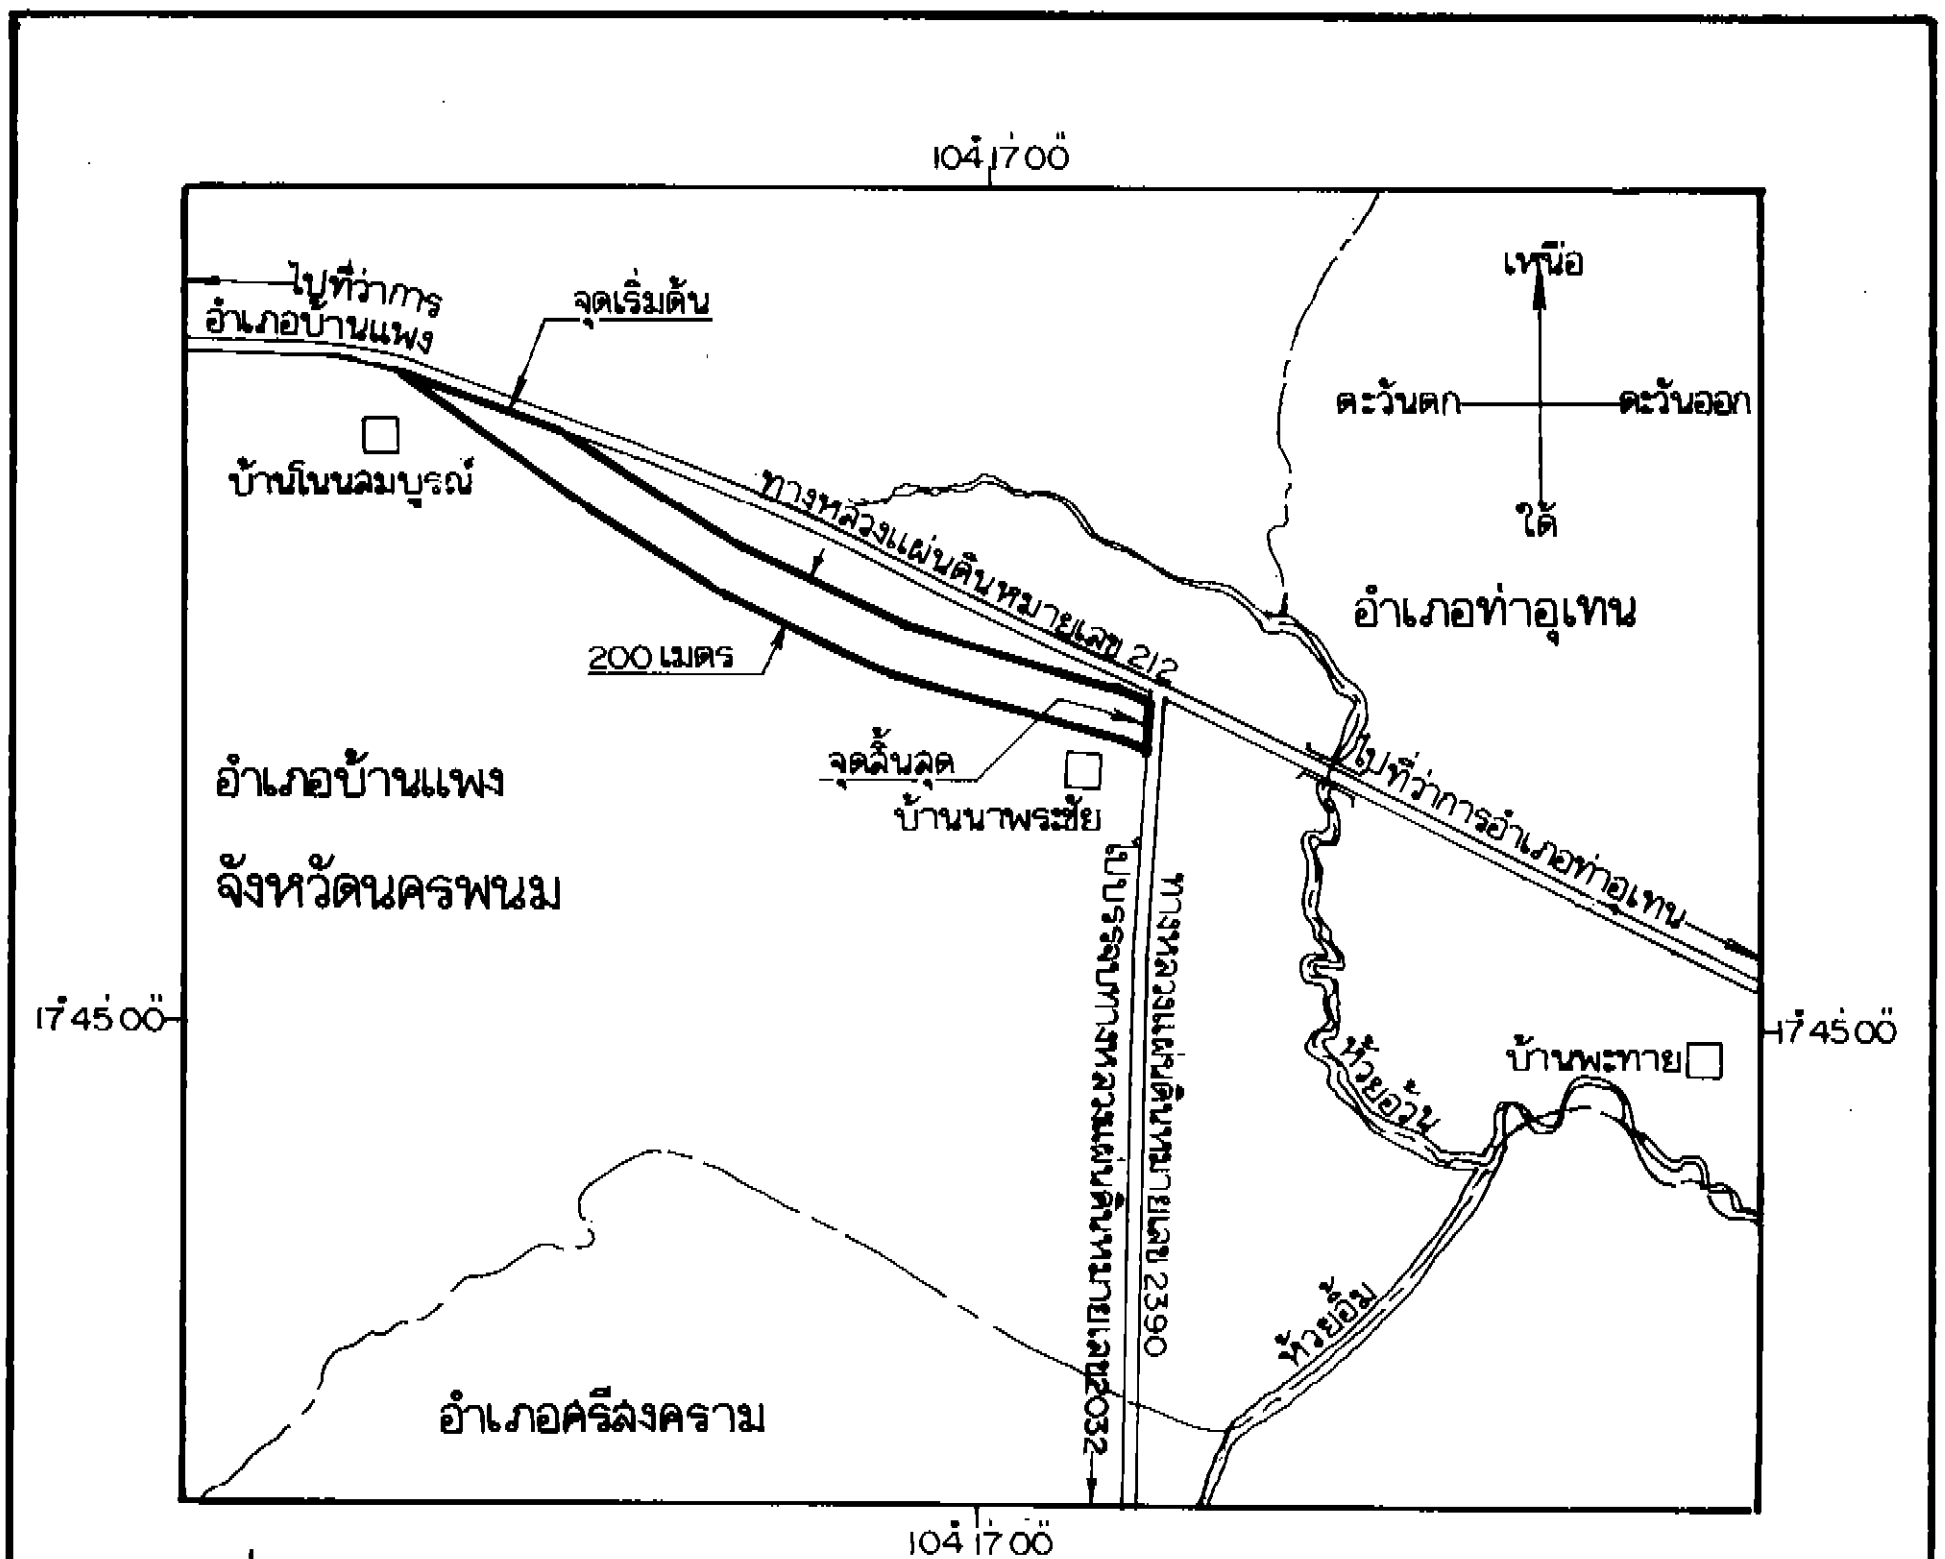 104°17'00"
ไปที่ว่าการ
อำเภอบ้านแพง
จุดเริ่มต้น
เหนือ
ตะวันตก
ตะวันออก
ใต้
บ้านโนนสมบูรณ์
ทางหลวงแผ่นดินหมายเลข 212
อำเภอท่าอุเทน
200 เมตร
จุดสิ้นสุด
บ้านนาพระชัย
อำเภอบ้านแพง
จังหวัดนครพนม
ไปที่ว่าการอำเภอท่าอุเทน
ทางหลวงแผ่นดินหมายเลข 2390
ไปบรรจบทางหลวงแผ่นดินหมายเลข 2032
17°45'00"
17°45'00"
ห้วยอ้วน
บ้านพะทาย
ห้วยอิ้ม
อำเภอศรีสงคราม
104°17'00"